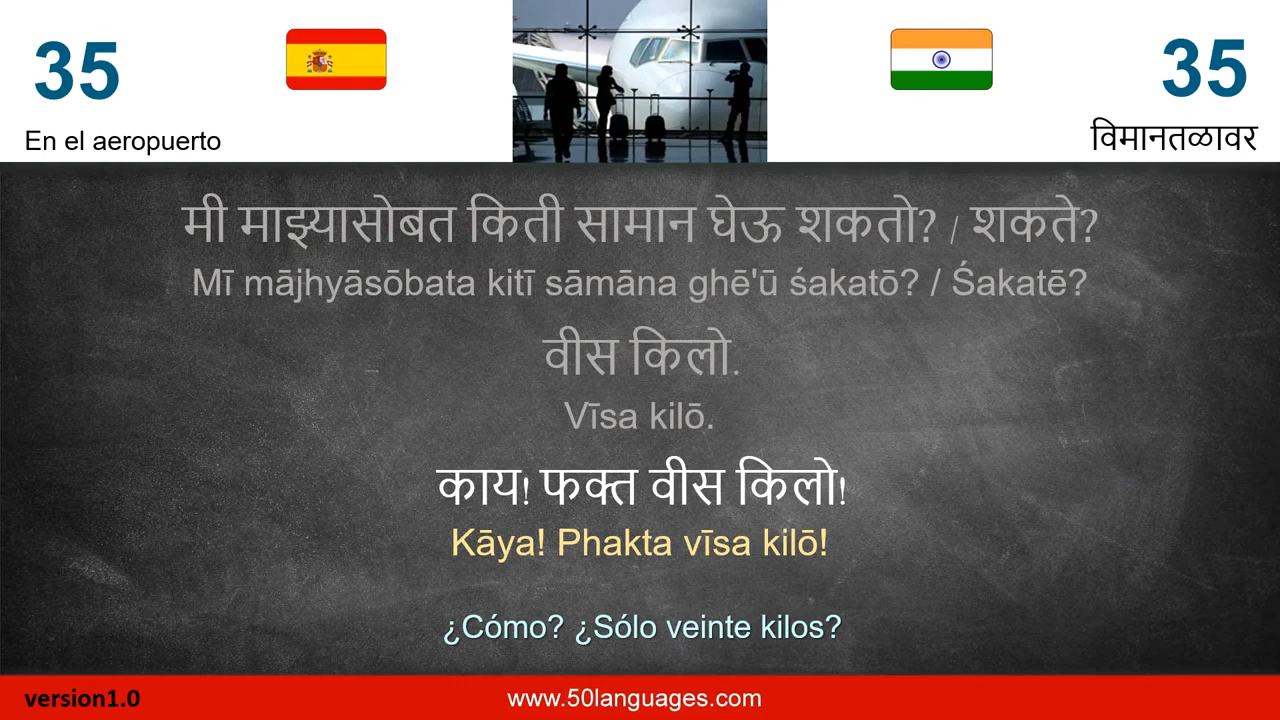 35
35
En el aeropuerto
विमानतळावर
मी माझ्यासोबत किती सामान घेऊ शकतो? / शकते?
Mī mājhyāsōbata kitī sāmāna ghē'ū śakatō? / Śakatē?
वीस किलो.
Vīsa kilō.
काय! फक्त वीस किलो!
Kāya! Phakta vīsa kilō!
¿Cómo? ¿Sólo veinte kilos?
version1.0
www.50languages.com